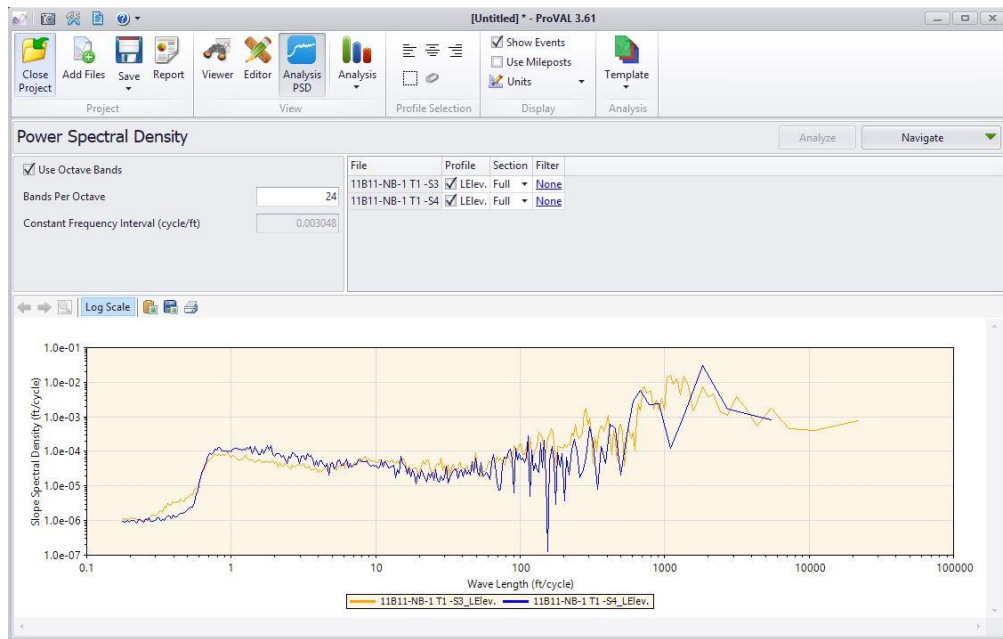 [Untitled] * - ProVAL 3.61
Close Project
Add Files
Save
Report
Project
Viewer
Editor
Analysis PSD
View
Analysis
Profile Selection
Show Events
Use Mileposts
Units
Display
Template
Analysis
Power Spectral Density
Analyze
Navigate
Use Octave Bands
Bands Per Octave 24
Constant Frequency Interval (cycle/ft) 0.003048
File Profile Section Filter
11B11-NB-1 T1 -S3 LElev. Full None
11B11-NB-1 T1 -S4 LElev. Full None
Log Scale
Slope Spectral Density (ft/cycle)
1.0e-01
1.0e-02
1.0e-03
1.0e-04
1.0e-05
1.0e-06
1.0e-07
0.1 1 10 100 1000 10000 100000
Wave Length (ft/cycle)
11B11-NB-1 T1 -S3_LElev. 11B11-NB-1 T1 -S4_LElev.